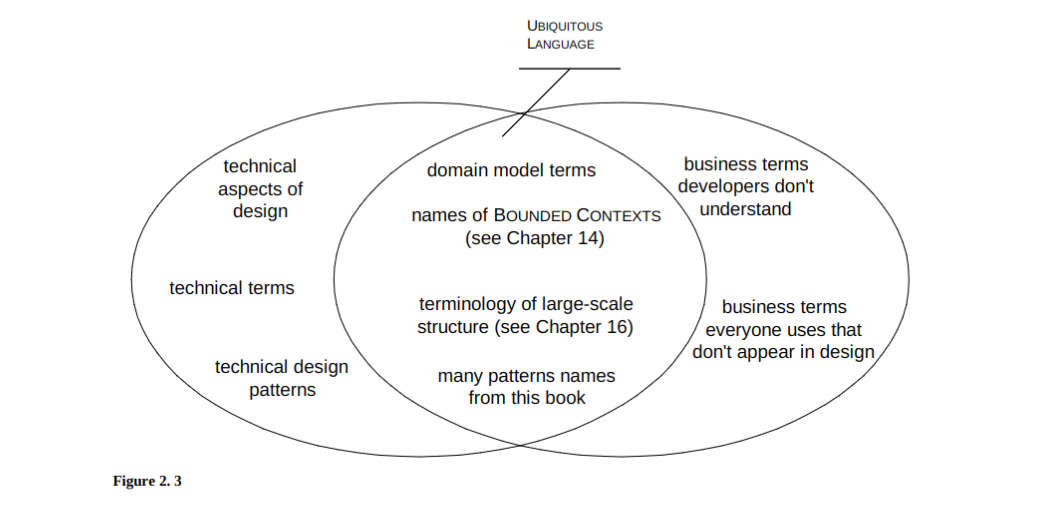 UBIQUITOUS
LANGUAGE
technical
aspects of
design
technical terms
technical design
patterns
domain model terms
names of BOUNDED CONTEXTS
(see Chapter 14)
terminology of large-scale
structure (see Chapter 16)
many patterns names
from this book
business terms
developers don't
understand
business terms
everyone uses that
don't appear in design
Figure 2. 3